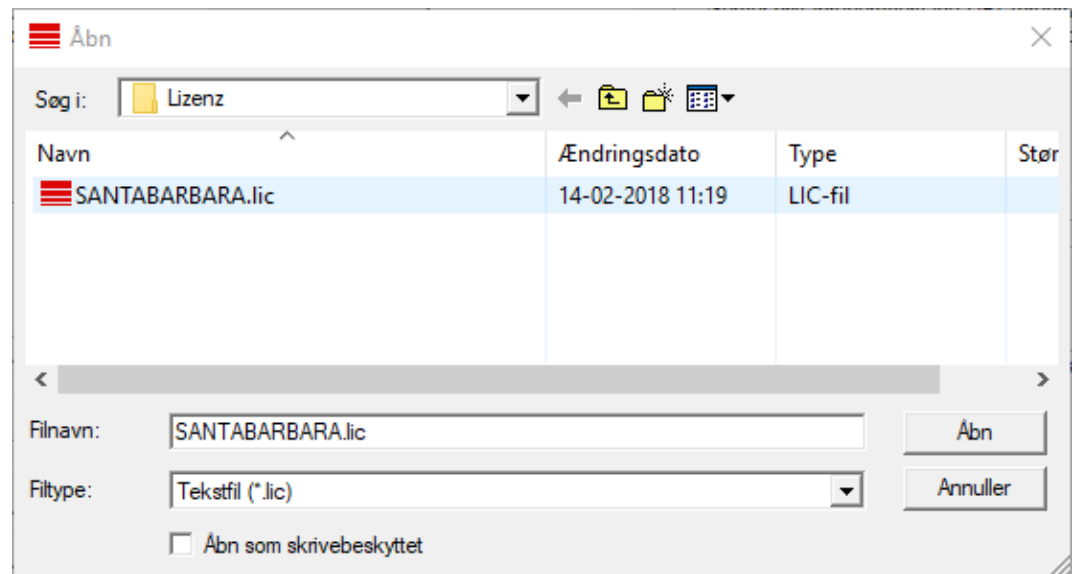 Åbn
Søg i: Lizenz
Navn Ændringsdato Type Stør
SANTABARBARA.lic 14-02-2018 11:19 LIC-fil
Filnavn: SANTABARBARA.lic Åbn
Filtype: Tekstfil (*.lic) Annuller
Åbn som skrivebeskyttet